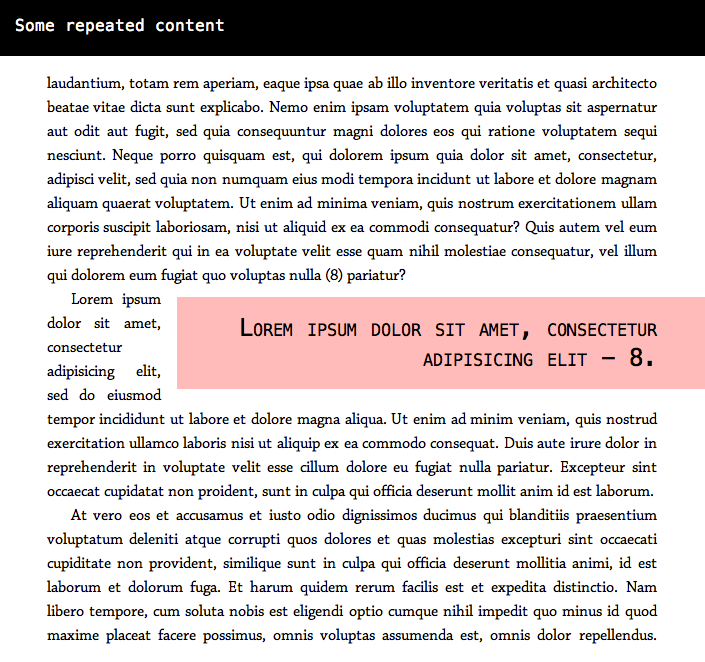 Some repeated content
laudantium, totam rem aperiam, eaque ipsa quae ab illo inventore veritatis et quasi architecto
beatae vitae dicta sunt explicabo. Nemo enim ipsam voluptatem quia voluptas sit aspernatur
aut odit aut fugit, sed quia consequuntur magni dolores eos qui ratione voluptatem sequi
nesciunt. Neque porro quisquam est, qui dolorem ipsum quia dolor sit amet, consectetur,
adipisci velit, sed quia non numquam eius modi tempora incidunt ut labore et dolore magnam
aliquam quaerat voluptatem. Ut enim ad minima veniam, quis nostrum exercitationem ullam
corporis suscipit laboriosam, nisi ut aliquid ex ea commodi consequatur? Quis autem vel eum
iure reprehenderit qui in ea voluptate velit esse quam nihil molestiae consequatur, vel illum
qui dolorem eum fugiat quo voluptas nulla (8) pariatur?
Lorem ipsum
dolor sit amet,
consectetur
adipisicing elit,
sed do eiusmod
Lorem ipsum dolor sit amet, consectetur
adipisicing elit – 8.
tempor incididunt ut labore et dolore magna aliqua. Ut enim ad minim veniam, quis nostrud
exercitation ullamco laboris nisi ut aliquip ex ea commodo consequat. Duis aute irure dolor in
reprehenderit in voluptate velit esse cillum dolore eu fugiat nulla pariatur. Excepteur sint
occaecat cupidatat non proident, sunt in culpa qui officia deserunt mollit anim id est laborum.
At vero eos et accusamus et iusto odio dignissimos ducimus qui blanditiis praesentium
voluptatum deleniti atque corrupti quos dolores et quas molestias excepturi sint occaecati
cupiditate non provident, similique sunt in culpa qui officia deserunt mollitia animi, id est
laborum et dolorum fuga. Et harum quidem rerum facilis est et expedita distinctio. Nam
libero tempore, cum soluta nobis est eligendi optio cumque nihil impedit quo minus id quod
maxime placeat facere possimus, omnis voluptas assumenda est, omnis dolor repellendus.